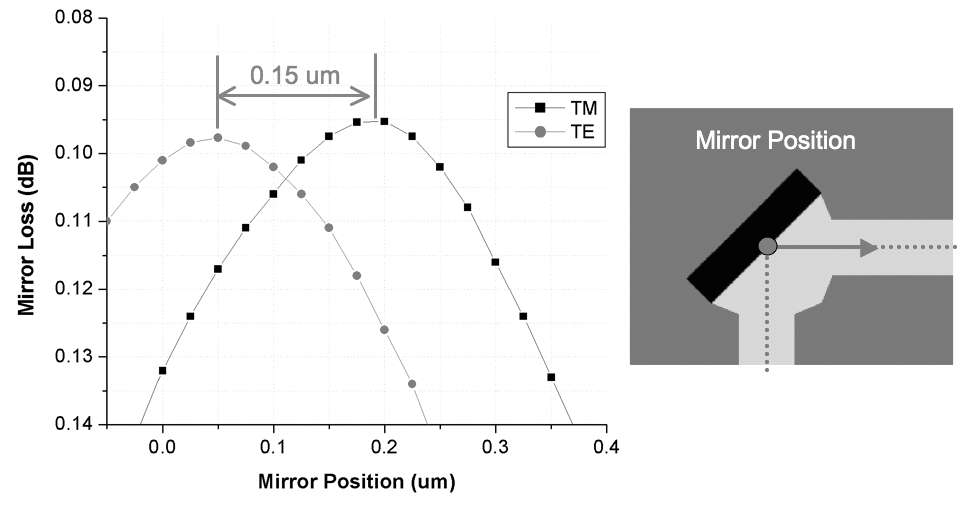 0.08
0.09
0.10
0.11
0.12
0.13
0.14
Mirror Loss (dB)
0.15 um
TM
TE
0.0
0.1
0.2
0.3
0.4
Mirror Position (um)
Mirror Position